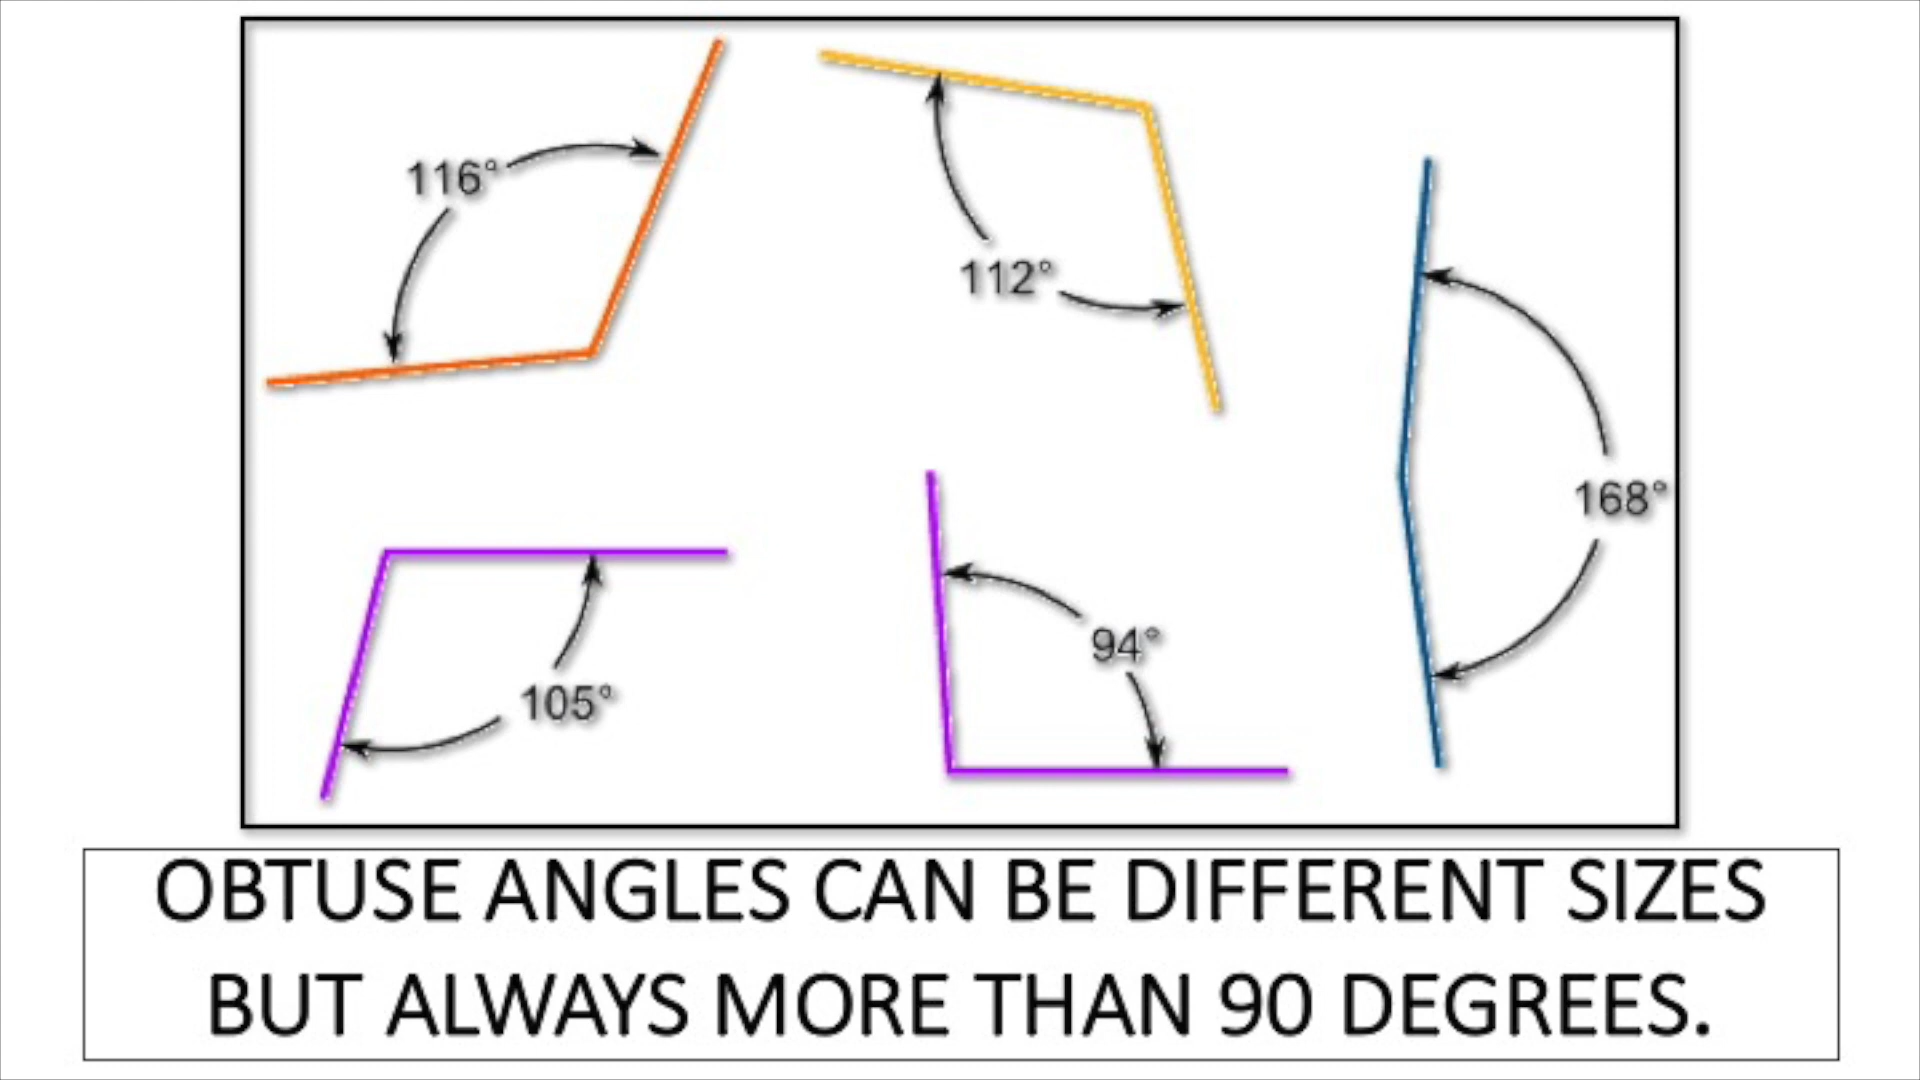 116°
112°
168°
105°
94°
OBTUSE ANGLES CAN BE DIFFERENT SIZES
BUT ALWAYS MORE THAN 90 DEGREES.